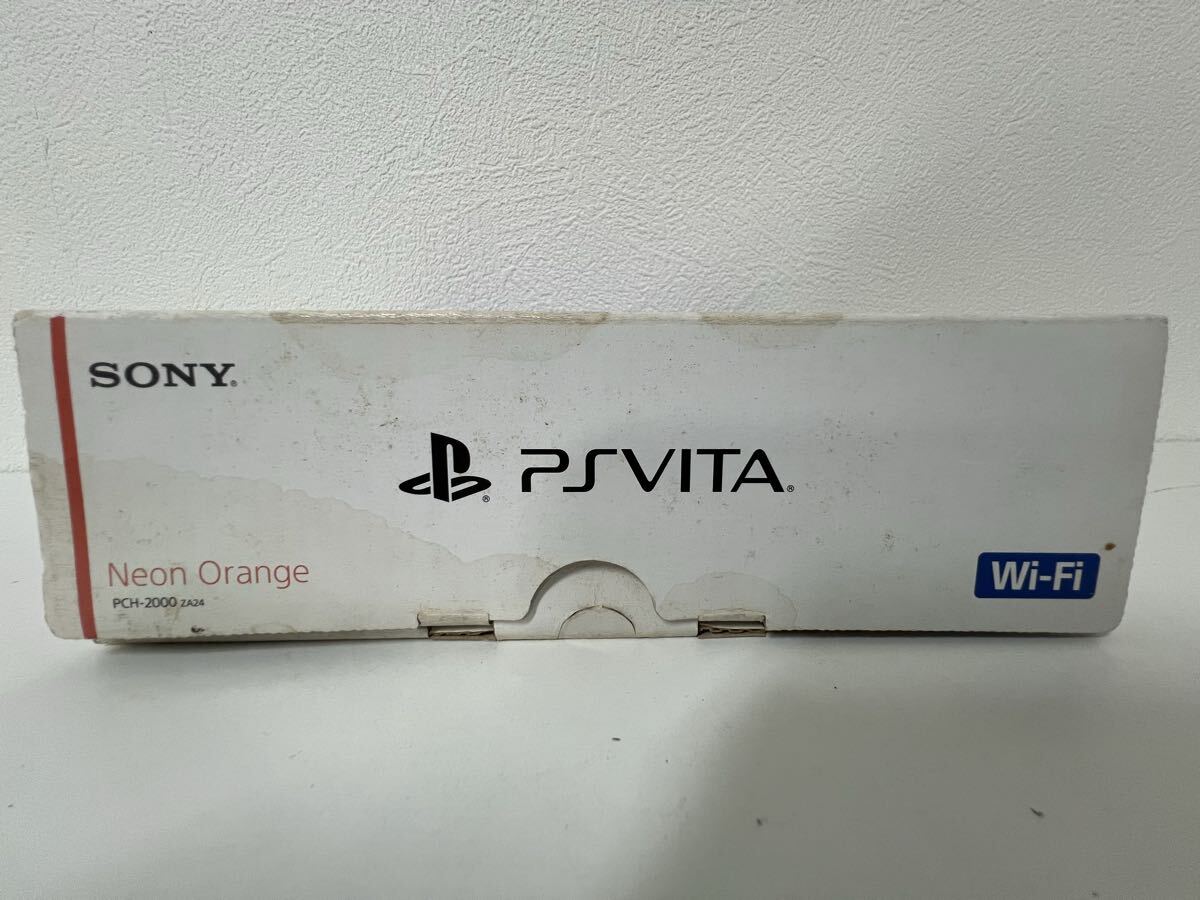 SONY®
PSVITA®
Neon Orange
PCH-2000 ZA24
Wi-Fi